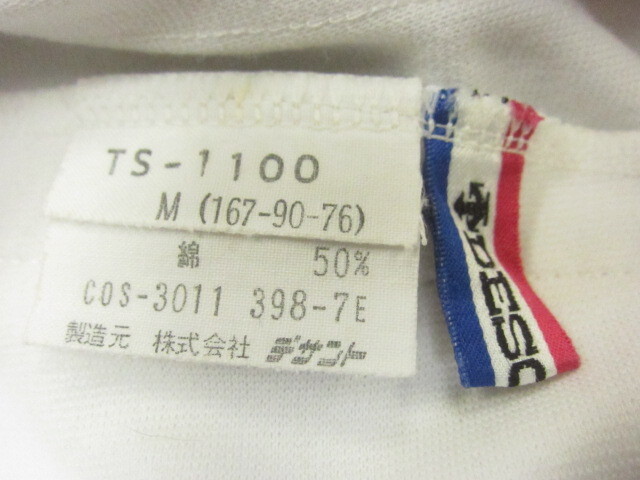 TS-1100
M (167-90-76)
綿 50%
COS-3011 398-7E
製造元 株式会社 デサント
DESC